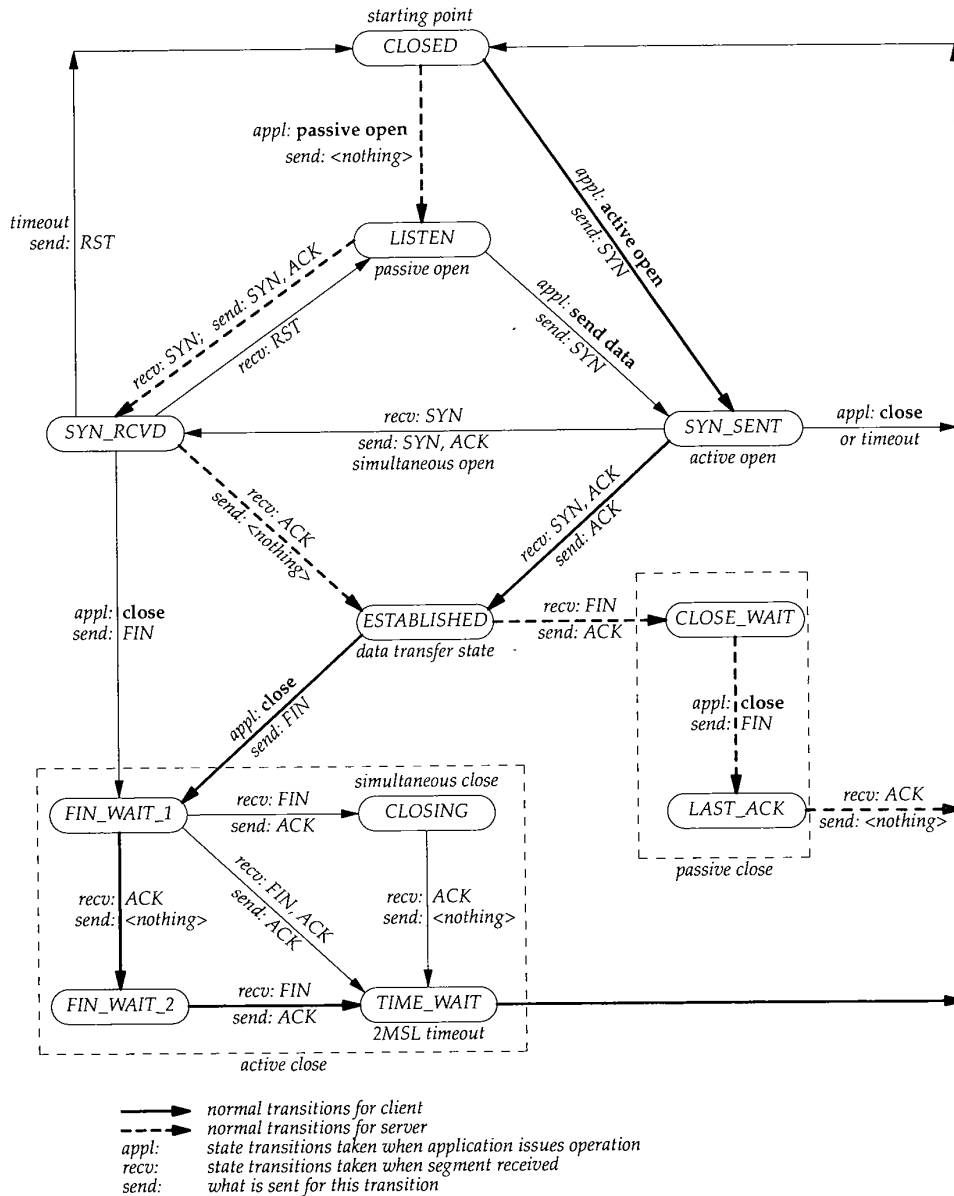 starting point
CLOSED
appl: passive open
send: <nothing>
appl: active open
send: SYN
timeout
send: RST
LISTEN
passive open
recv: SYN; send: SYN, ACK
recv: RST
appl: send data
send: SYN
SYN_RCVD
recv: SYN
send: SYN, ACK
simultaneous open
SYN_SENT
active open
appl: close
or timeout
recv: ACK
send: <nothing>
recv: SYN, ACK
send: ACK
appl: close
send: FIN
ESTABLISHED
data transfer state
recv: FIN
send: ACK
CLOSE_WAIT
appl: close
send: FIN
appl: close
send: FIN
LAST_ACK
recv: ACK
send: <nothing>
passive close
simultaneous close
FIN_WAIT_1
recv: FIN
send: ACK
CLOSING
recv: ACK
send: <nothing>
recv: FIN, ACK
send: ACK
recv: ACK
send: <nothing>
FIN_WAIT_2
recv: FIN
send: ACK
TIME_WAIT
2MSL timeout
active close
normal transitions for client
normal transitions for server
appl: state transitions taken when application issues operation
recv: state transitions taken when segment received
send: what is sent for this transition